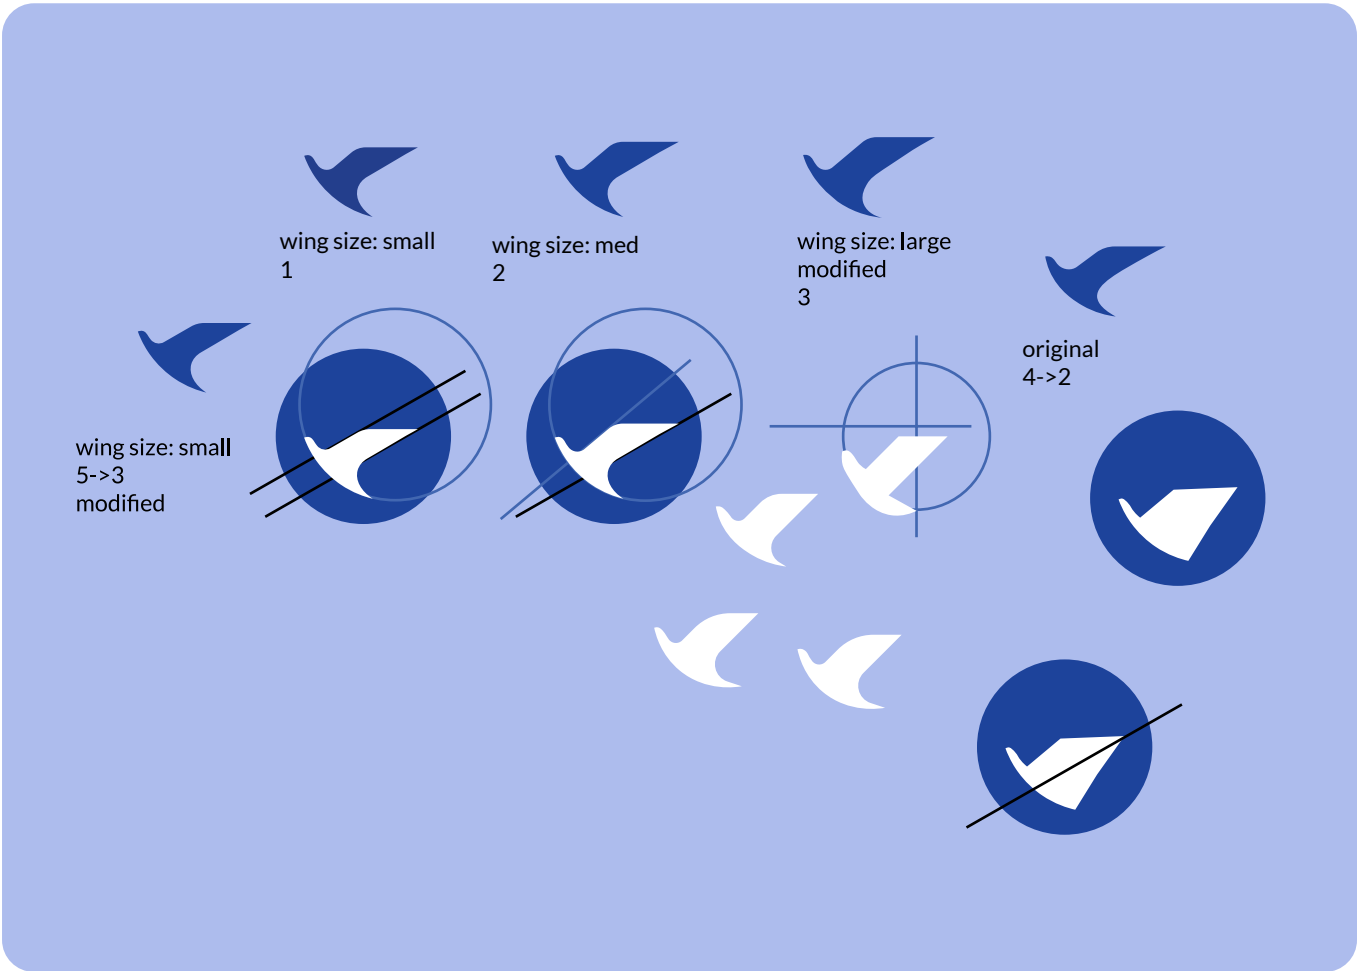 wing size: small
1
wing size: med
2
wing size: large
modified
3
original
4->2
wing size: small
5->3
modified